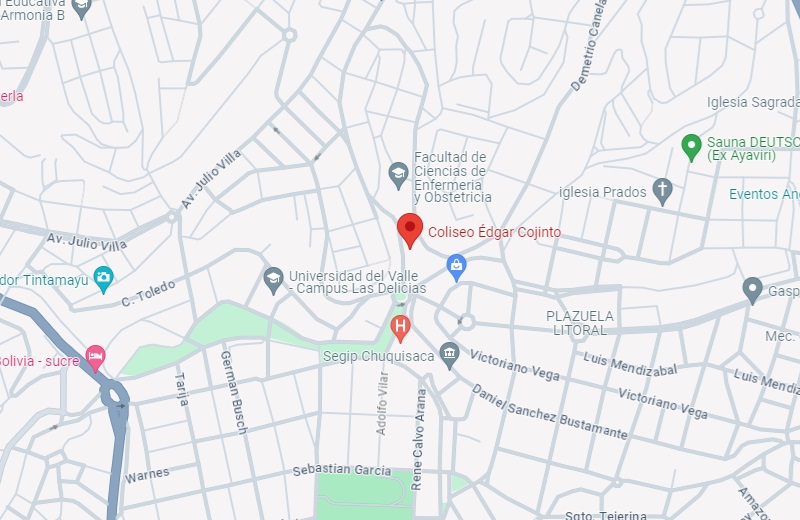 Educativa
Armonia B
Demetrio Canela
erla
Iglesia Sagrada
Sauna DEUTSC
(Ex Ayaviri)
Facultad de
Ciencias de
Enfermeria
y Obstetricia
Av. Julio Villa
Iglesia Prados
Eventos An
Coliseo Édgar Cojinto
Av. Julio Villa
dor Tintamayu
C. Toledo
Universidad del Valle
- Campus Las Delicias
Gasp
PLAZUELA
LITORAL
Mec.
Segip Chuquisaca
Bolivia - sucre
Victoriano Vega
Luis Mendizabal
Luis Mendiz
Tarija
German Busch
Adolfo Vilar
Rene Calvo Arana
Daniel Sanchez Bustamante
Victoriano Vega
Warnes
Sebastian Garcia
Sgto. Tejerina
Amazo